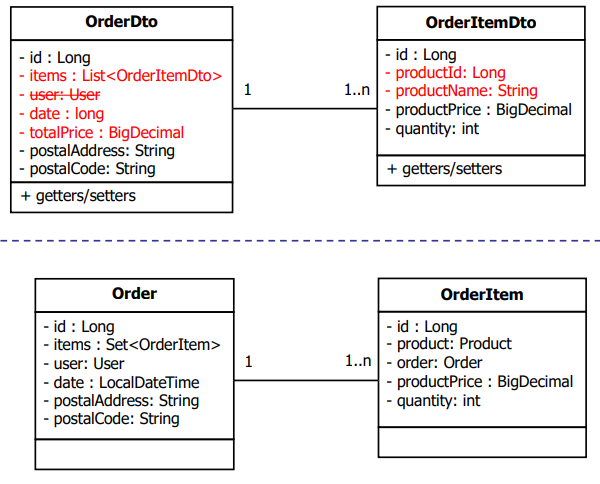 OrderDto
- id : Long
- items : List<OrderItemDto>
- user: User
- date : long
- totalPrice : BigDecimal
- postalAddress: String
- postalCode: String
+ getters/setters
1
1..n
OrderItemDto
- id : Long
- productId: Long
- productName: String
- productPrice : BigDecimal
- quantity: int
+ getters/setters
Order
- id : Long
- items : Set<OrderItem>
- user: User
- date : LocalDateTime
- postalAddress: String
- postalCode: String
1
1..n
OrderItem
- id : Long
- product: Product
- order: Order
- productPrice : BigDecimal
- quantity: int